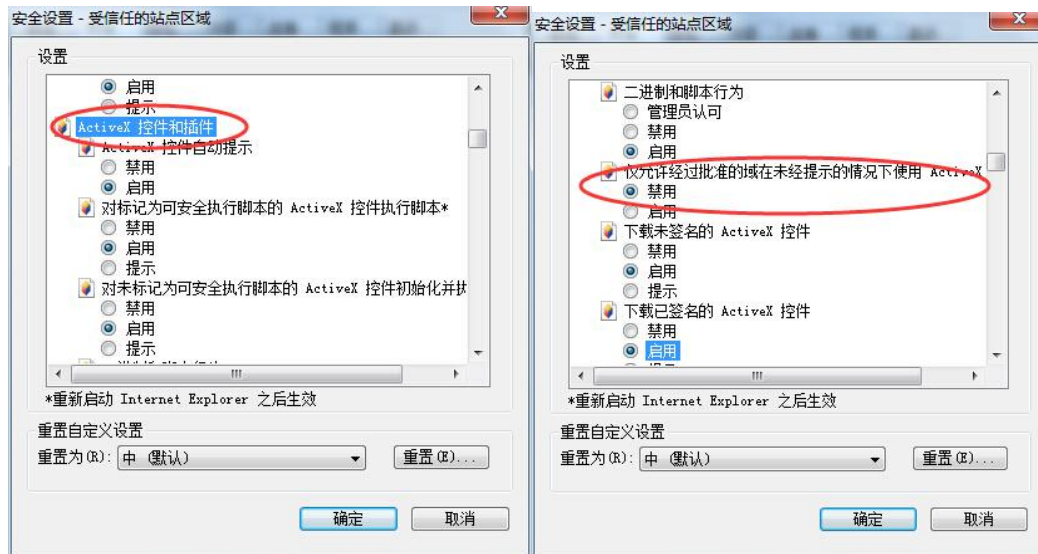 安全设置 - 受信任的站点区域
设置
启用
提示
ActiveX 控件和插件
ActiveX 控件自动提示
禁用
启用
对标记为可安全执行脚本的 ActiveX 控件执行脚本*
禁用
启用
提示
对未标记为可安全执行脚本的 ActiveX 控件初始化并执
禁用
启用
提示
*重新启动 Internet Explorer 之后生效
重置自定义设置
重置为(R): 中 (默认)
重置(E)...
确定
取消
安全设置 - 受信任的站点区域
设置
二进制和脚本行为
管理员认可
禁用
启用
仅允许经过批准的域在未经提示的情况下使用 ActiveX
禁用
启用
下载未签名的 ActiveX 控件
禁用
启用
提示
下载已签名的 ActiveX 控件
禁用
启用
*重新启动 Internet Explorer 之后生效
重置自定义设置
重置为(R): 中 (默认)
重置(E)...
确定
取消